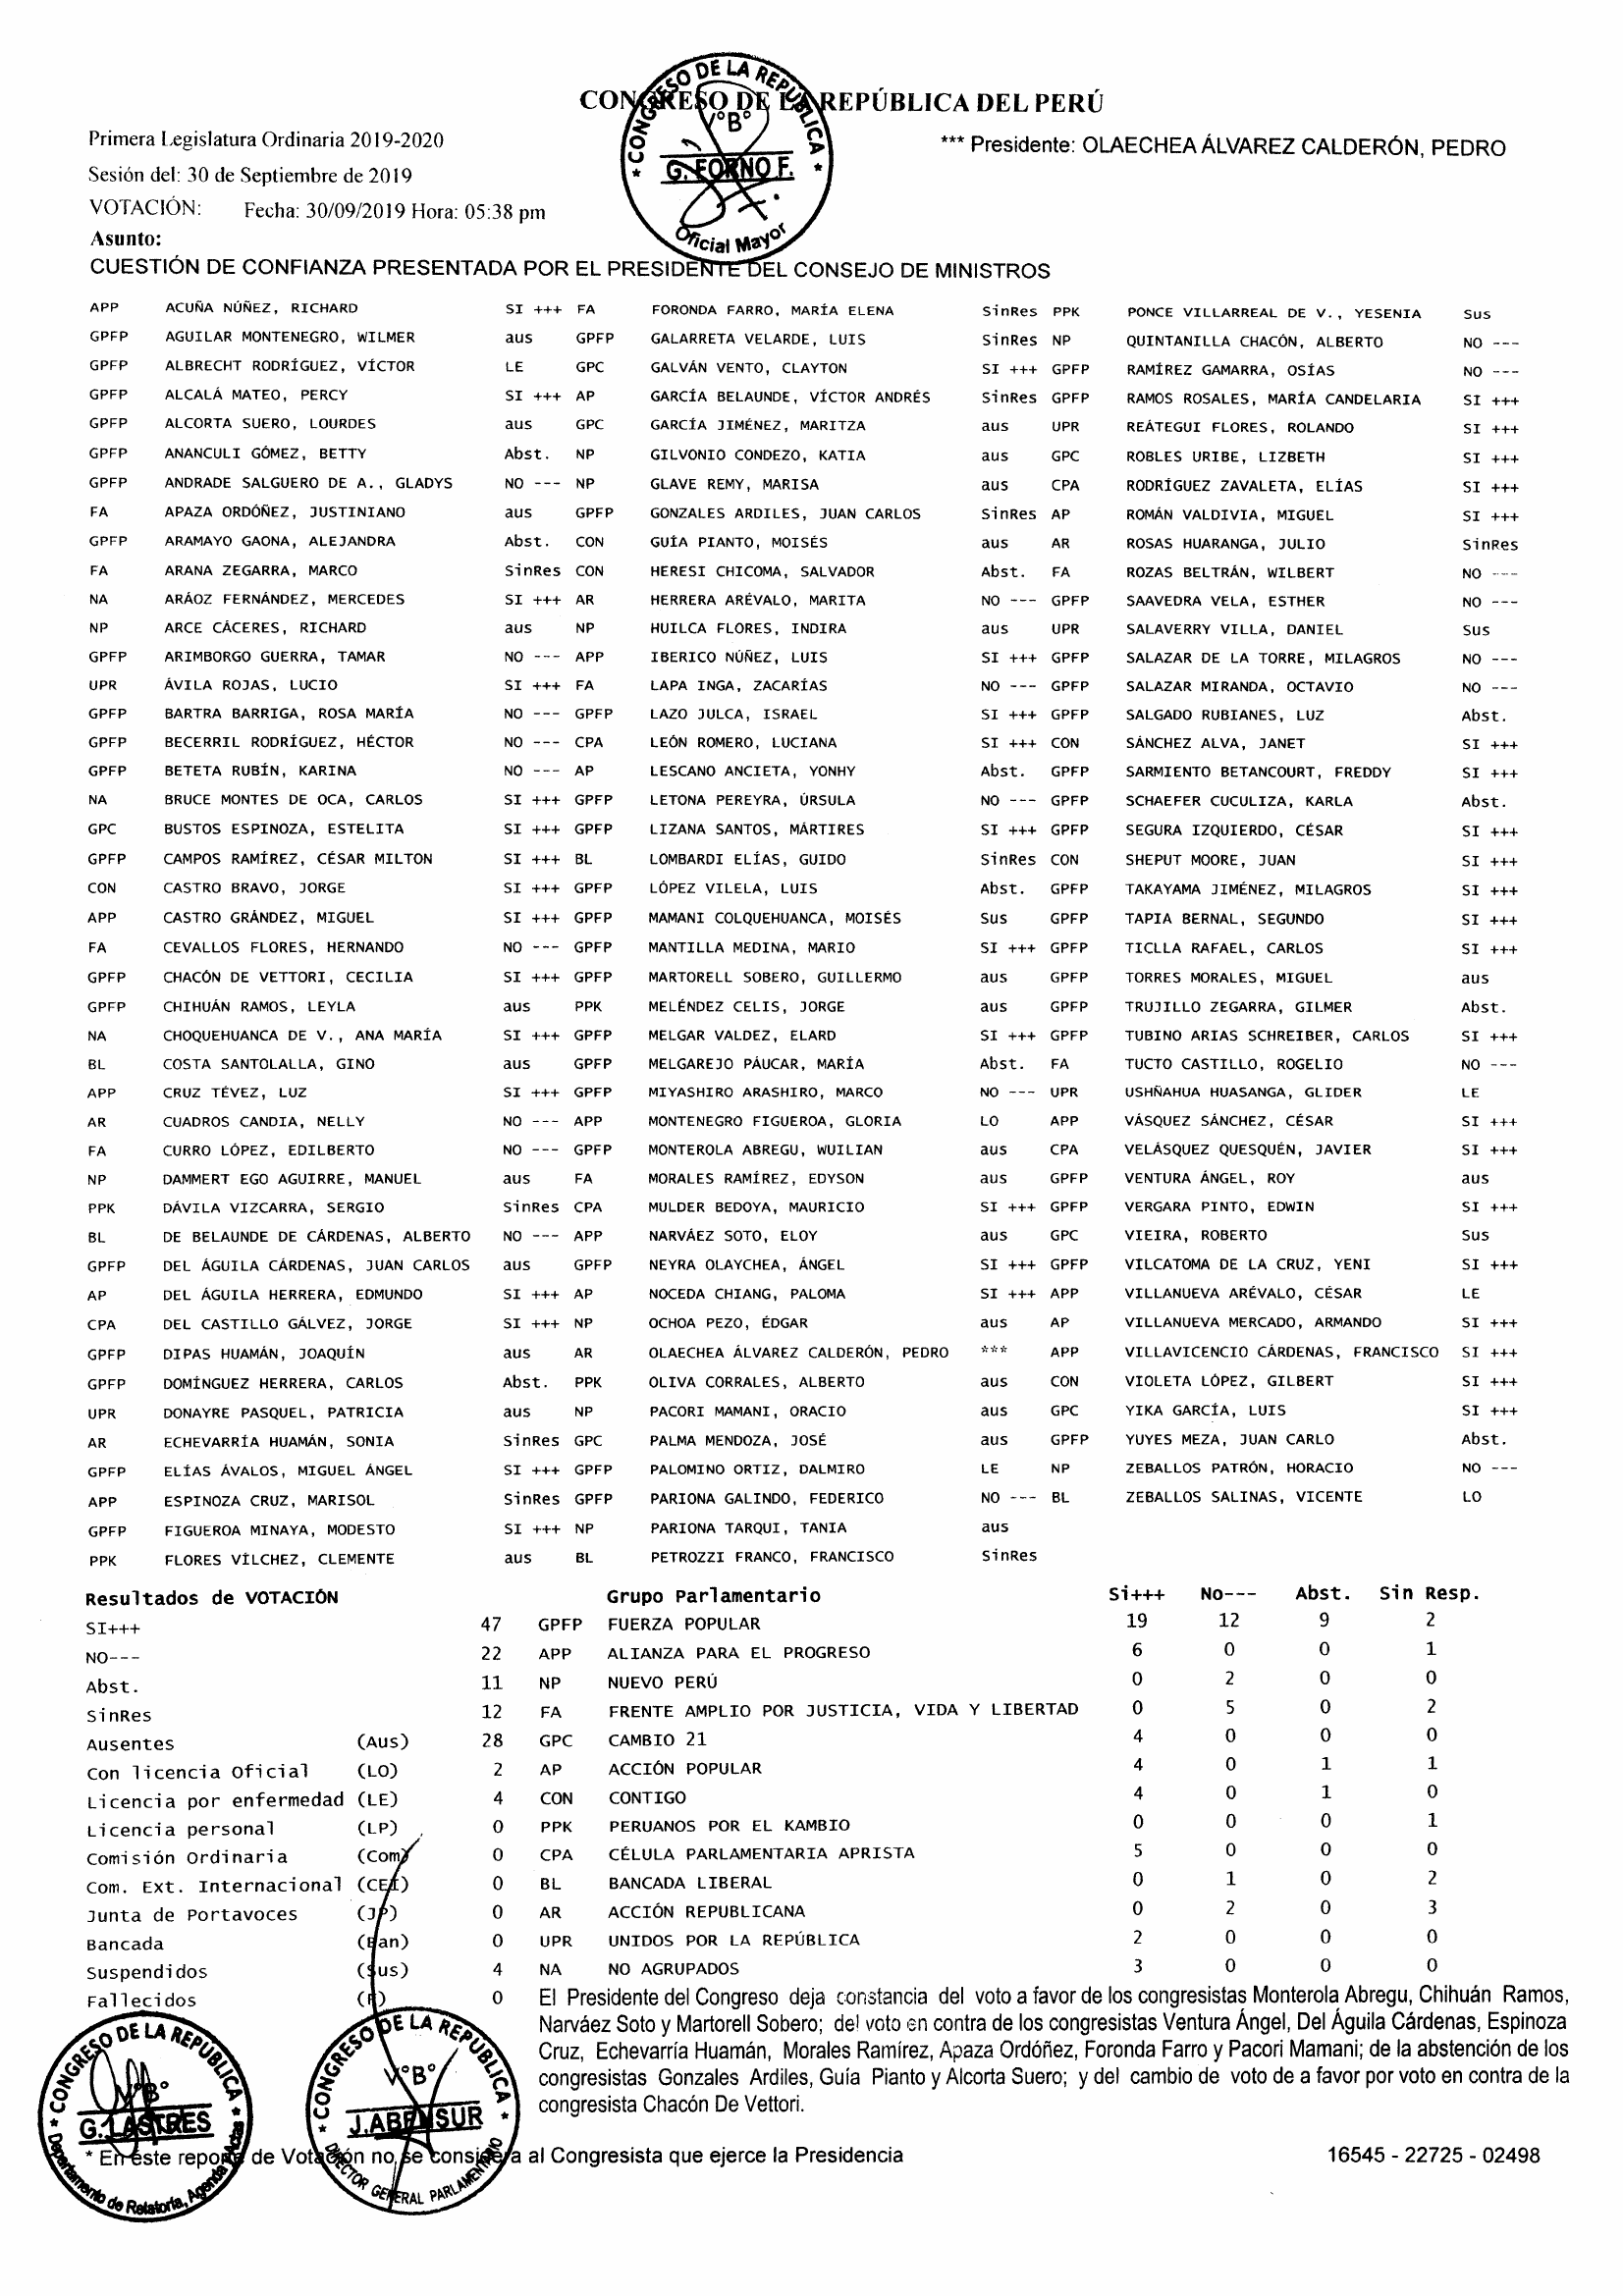 CONGRESO DE LA REPÚBLICA DEL PERÚ
CONGRESO DE LA REPÚBLICA
V°B°
G. FORNO F.
Oficial Mayor
Primera Legislatura Ordinaria 2019-2020
*** Presidente: OLAECHEA ÁLVAREZ CALDERÓN, PEDRO
Sesión del: 30 de Septiembre de 2019
VOTACIÓN: Fecha: 30/09/2019 Hora: 05:38 pm
Asunto:
CUESTIÓN DE CONFIANZA PRESENTADA POR EL PRESIDENTE DEL CONSEJO DE MINISTROS
APP ACUÑA NÚÑEZ, RICHARD SI +++ FA FORONDA FARRO, MARÍA ELENA SinRes PPK PONCE VILLARREAL DE V., YESENIA Sus
GPFP AGUILAR MONTENEGRO, WILMER aus GPFP GALARRETA VELARDE, LUIS SinRes NP QUINTANILLA CHACÓN, ALBERTO NO ---
GPFP ALBRECHT RODRÍGUEZ, VÍCTOR LE GPC GALVÁN VENTO, CLAYTON SI +++ GPFP RAMÍREZ GAMARRA, OSÍAS NO ---
GPFP ALCALÁ MATEO, PERCY SI +++ AP GARCÍA BELAUNDE, VÍCTOR ANDRÉS SinRes GPFP RAMOS ROSALES, MARÍA CANDELARIA SI +++
GPFP ALCORTA SUERO, LOURDES aus GPC GARCÍA JIMÉNEZ, MARITZA aus UPR REÁTEGUI FLORES, ROLANDO SI +++
GPFP ANANCULI GÓMEZ, BETTY Abst. NP GILVONIO CONDEZO, KATIA aus GPC ROBLES URIBE, LIZBETH SI +++
GPFP ANDRADE SALGUERO DE A., GLADYS NO --- NP GLAVE REMY, MARISA aus CPA RODRÍGUEZ ZAVALETA, ELÍAS SI +++
FA APAZA ORDÓÑEZ, JUSTINIANO aus GPFP GONZALES ARDILES, JUAN CARLOS SinRes AP ROMÁN VALDIVIA, MIGUEL SI +++
GPFP ARAMAYO GAONA, ALEJANDRA Abst. CON GUÍA PIANTO, MOISÉS aus AR ROSAS HUARANGA, JULIO SinRes
FA ARANA ZEGARRA, MARCO SinRes CON HERESI CHICOMA, SALVADOR Abst. FA ROZAS BELTRÁN, WILBERT NO ---
NA ARÁOZ FERNÁNDEZ, MERCEDES SI +++ AR HERRERA ARÉVALO, MARITA NO --- GPFP SAAVEDRA VELA, ESTHER NO ---
NP ARCE CÁCERES, RICHARD aus NP HUILCA FLORES, INDIRA aus UPR SALAVERRY VILLA, DANIEL Sus
GPFP ARIMBORGO GUERRA, TAMAR NO --- APP IBERICO NÚÑEZ, LUIS SI +++ GPFP SALAZAR DE LA TORRE, MILAGROS NO ---
UPR ÁVILA ROJAS, LUCIO SI +++ FA LAPA INGA, ZACARÍAS NO --- GPFP SALAZAR MIRANDA, OCTAVIO NO ---
GPFP BARTRA BARRIGA, ROSA MARÍA NO --- GPFP LAZO JULCA, ISRAEL SI +++ GPFP SALGADO RUBIANES, LUZ Abst.
GPFP BECERRIL RODRÍGUEZ, HÉCTOR NO --- CPA LEÓN ROMERO, LUCIANA SI +++ CON SÁNCHEZ ALVA, JANET SI +++
GPFP BETETA RUBÍN, KARINA NO --- AP LESCANO ANCIETA, YONHY Abst. GPFP SARMIENTO BETANCOURT, FREDDY SI +++
NA BRUCE MONTES DE OCA, CARLOS SI +++ GPFP LETONA PEREYRA, ÚRSULA NO --- GPFP SCHAEFER CUCULIZA, KARLA Abst.
GPC BUSTOS ESPINOZA, ESTELITA SI +++ GPFP LIZANA SANTOS, MÁRTIRES SI +++ GPFP SEGURA IZQUIERDO, CÉSAR SI +++
GPFP CAMPOS RAMÍREZ, CÉSAR MILTON SI +++ BL LOMBARDI ELÍAS, GUIDO SinRes CON SHEPUT MOORE, JUAN SI +++
CON CASTRO BRAVO, JORGE SI +++ GPFP LÓPEZ VILELA, LUIS Abst. GPFP TAKAYAMA JIMÉNEZ, MILAGROS SI +++
APP CASTRO GRÁNDEZ, MIGUEL SI +++ GPFP MAMANI COLQUEHUANCA, MOISÉS Sus GPFP TAPIA BERNAL, SEGUNDO SI +++
FA CEVALLOS FLORES, HERNANDO NO --- GPFP MANTILLA MEDINA, MARIO SI +++ GPFP TICLLA RAFAEL, CARLOS SI +++
GPFP CHACÓN DE VETTORI, CECILIA SI +++ GPFP MARTORELL SOBERO, GUILLERMO aus GPFP TORRES MORALES, MIGUEL aus
GPFP CHIHUÁN RAMOS, LEYLA aus PPK MELÉNDEZ CELIS, JORGE aus GPFP TRUJILLO ZEGARRA, GILMER Abst.
NA CHOQUEHUANCA DE V., ANA MARÍA SI +++ GPFP MELGAR VALDEZ, ELARD SI +++ GPFP TUBINO ARIAS SCHREIBER, CARLOS SI +++
BL COSTA SANTOLALLA, GINO aus GPFP MELGAREJO PÁUCAR, MARÍA Abst. FA TUCTO CASTILLO, ROGELIO NO ---
APP CRUZ TÉVEZ, LUZ SI +++ GPFP MIYASHIRO ARASHIRO, MARCO NO --- UPR USHÑAHUA HUASANGA, GLIDER LE
AR CUADROS CANDIA, NELLY NO --- APP MONTENEGRO FIGUEROA, GLORIA LO APP VÁSQUEZ SÁNCHEZ, CÉSAR SI +++
FA CURRO LÓPEZ, EDILBERTO NO --- GPFP MONTEROLA ABREGU, WUILIAN aus CPA VELÁSQUEZ QUESQUÉN, JAVIER SI +++
NP DAMMERT EGO AGUIRRE, MANUEL aus FA MORALES RAMÍREZ, EDYSON aus GPFP VENTURA ÁNGEL, ROY aus
PPK DÁVILA VIZCARRA, SERGIO SinRes CPA MULDER BEDOYA, MAURICIO SI +++ GPFP VERGARA PINTO, EDWIN SI +++
BL DE BELAUNDE DE CÁRDENAS, ALBERTO NO --- APP NARVÁEZ SOTO, ELOY aus GPC VIEIRA, ROBERTO Sus
GPFP DEL ÁGUILA CÁRDENAS, JUAN CARLOS aus GPFP NEYRA OLAYCHEA, ÁNGEL SI +++ GPFP VILCATOMA DE LA CRUZ, YENI SI +++
AP DEL ÁGUILA HERRERA, EDMUNDO SI +++ AP NOCEDA CHIANG, PALOMA SI +++ APP VILLANUEVA ARÉVALO, CÉSAR LE
CPA DEL CASTILLO GÁLVEZ, JORGE SI +++ NP OCHOA PEZO, ÉDGAR aus AP VILLANUEVA MERCADO, ARMANDO SI +++
GPFP DIPAS HUAMÁN, JOAQUÍN aus AR OLAECHEA ÁLVAREZ CALDERÓN, PEDRO *** APP VILLAVICENCIO CÁRDENAS, FRANCISCO SI +++
GPFP DOMÍNGUEZ HERRERA, CARLOS Abst. PPK OLIVA CORRALES, ALBERTO aus CON VIOLETA LÓPEZ, GILBERT SI +++
UPR DONAYRE PASQUEL, PATRICIA aus NP PACORI MAMANI, ORACIO aus GPC YIKA GARCÍA, LUIS SI +++
AR ECHEVARRÍA HUAMÁN, SONIA SinRes GPC PALMA MENDOZA, JOSÉ aus GPFP YUYES MEZA, JUAN CARLO Abst.
GPFP ELÍAS ÁVALOS, MIGUEL ÁNGEL SI +++ GPFP PALOMINO ORTIZ, DALMIRO LE NP ZEBALLOS PATRÓN, HORACIO NO ---
APP ESPINOZA CRUZ, MARISOL SinRes GPFP PARIONA GALINDO, FEDERICO NO --- BL ZEBALLOS SALINAS, VICENTE LO
GPFP FIGUEROA MINAYA, MODESTO SI +++ NP PARIONA TARQUI, TANIA aus
PPK FLORES VÍLCHEZ, CLEMENTE aus BL PETROZZI FRANCO, FRANCISCO SinRes
Resultados de VOTACIÓN Grupo Parlamentario Si+++ No--- Abst. Sin Resp.
SI+++ 47 GPFP FUERZA POPULAR 19 12 9 2
NO--- 22 APP ALIANZA PARA EL PROGRESO 6 0 0 1
Abst. 11 NP NUEVO PERÚ 0 2 0 0
SinRes 12 FA FRENTE AMPLIO POR JUSTICIA, VIDA Y LIBERTAD 0 5 0 2
Ausentes (Aus) 28 GPC CAMBIO 21 4 0 0 0
Con licencia Oficial (LO) 2 AP ACCIÓN POPULAR 4 0 1 1
Licencia por enfermedad (LE) 4 CON CONTIGO 4 0 1 0
Licencia personal (LP) 0 PPK PERUANOS POR EL KAMBIO 0 0 0 1
Comisión Ordinaria (Com) 0 CPA CÉLULA PARLAMENTARIA APRISTA 5 0 0 0
Com. Ext. Internacional (CEI) 0 BL BANCADA LIBERAL 0 1 0 2
Junta de Portavoces (JP) 0 AR ACCIÓN REPUBLICANA 0 2 0 3
Bancada (Ban) 0 UPR UNIDOS POR LA REPÚBLICA 2 0 0 0
Suspendidos (Sus) 4 NA NO AGRUPADOS 3 0 0 0
Fallecidos (F) 0
El Presidente del Congreso deja constancia del voto a favor de los congresistas Monterola Abregu, Chihuán Ramos,
Narváez Soto y Martorell Sobero; del voto en contra de los congresistas Ventura Ángel, Del Águila Cárdenas, Espinoza
Cruz, Echevarría Huamán, Morales Ramírez, Apaza Ordóñez, Foronda Farro y Pacori Mamani; de la abstención de los
congresistas Gonzales Ardiles, Guía Pianto y Alcorta Suero; y del cambio de voto de a favor por voto en contra de la
congresista Chacón De Vettori.
CONGRESO DE LA REPÚBLICA
V°B°
G. LASTRES
Departamento de Relatoría, Agenda y Actas
CONGRESO DE LA REPÚBLICA
V°B°
J. ABENSUR
DIRECTOR GENERAL PARLAMENTARIO
* En este reporte de Votación no se considera al Congresista que ejerce la Presidencia
16545 - 22725 - 02498